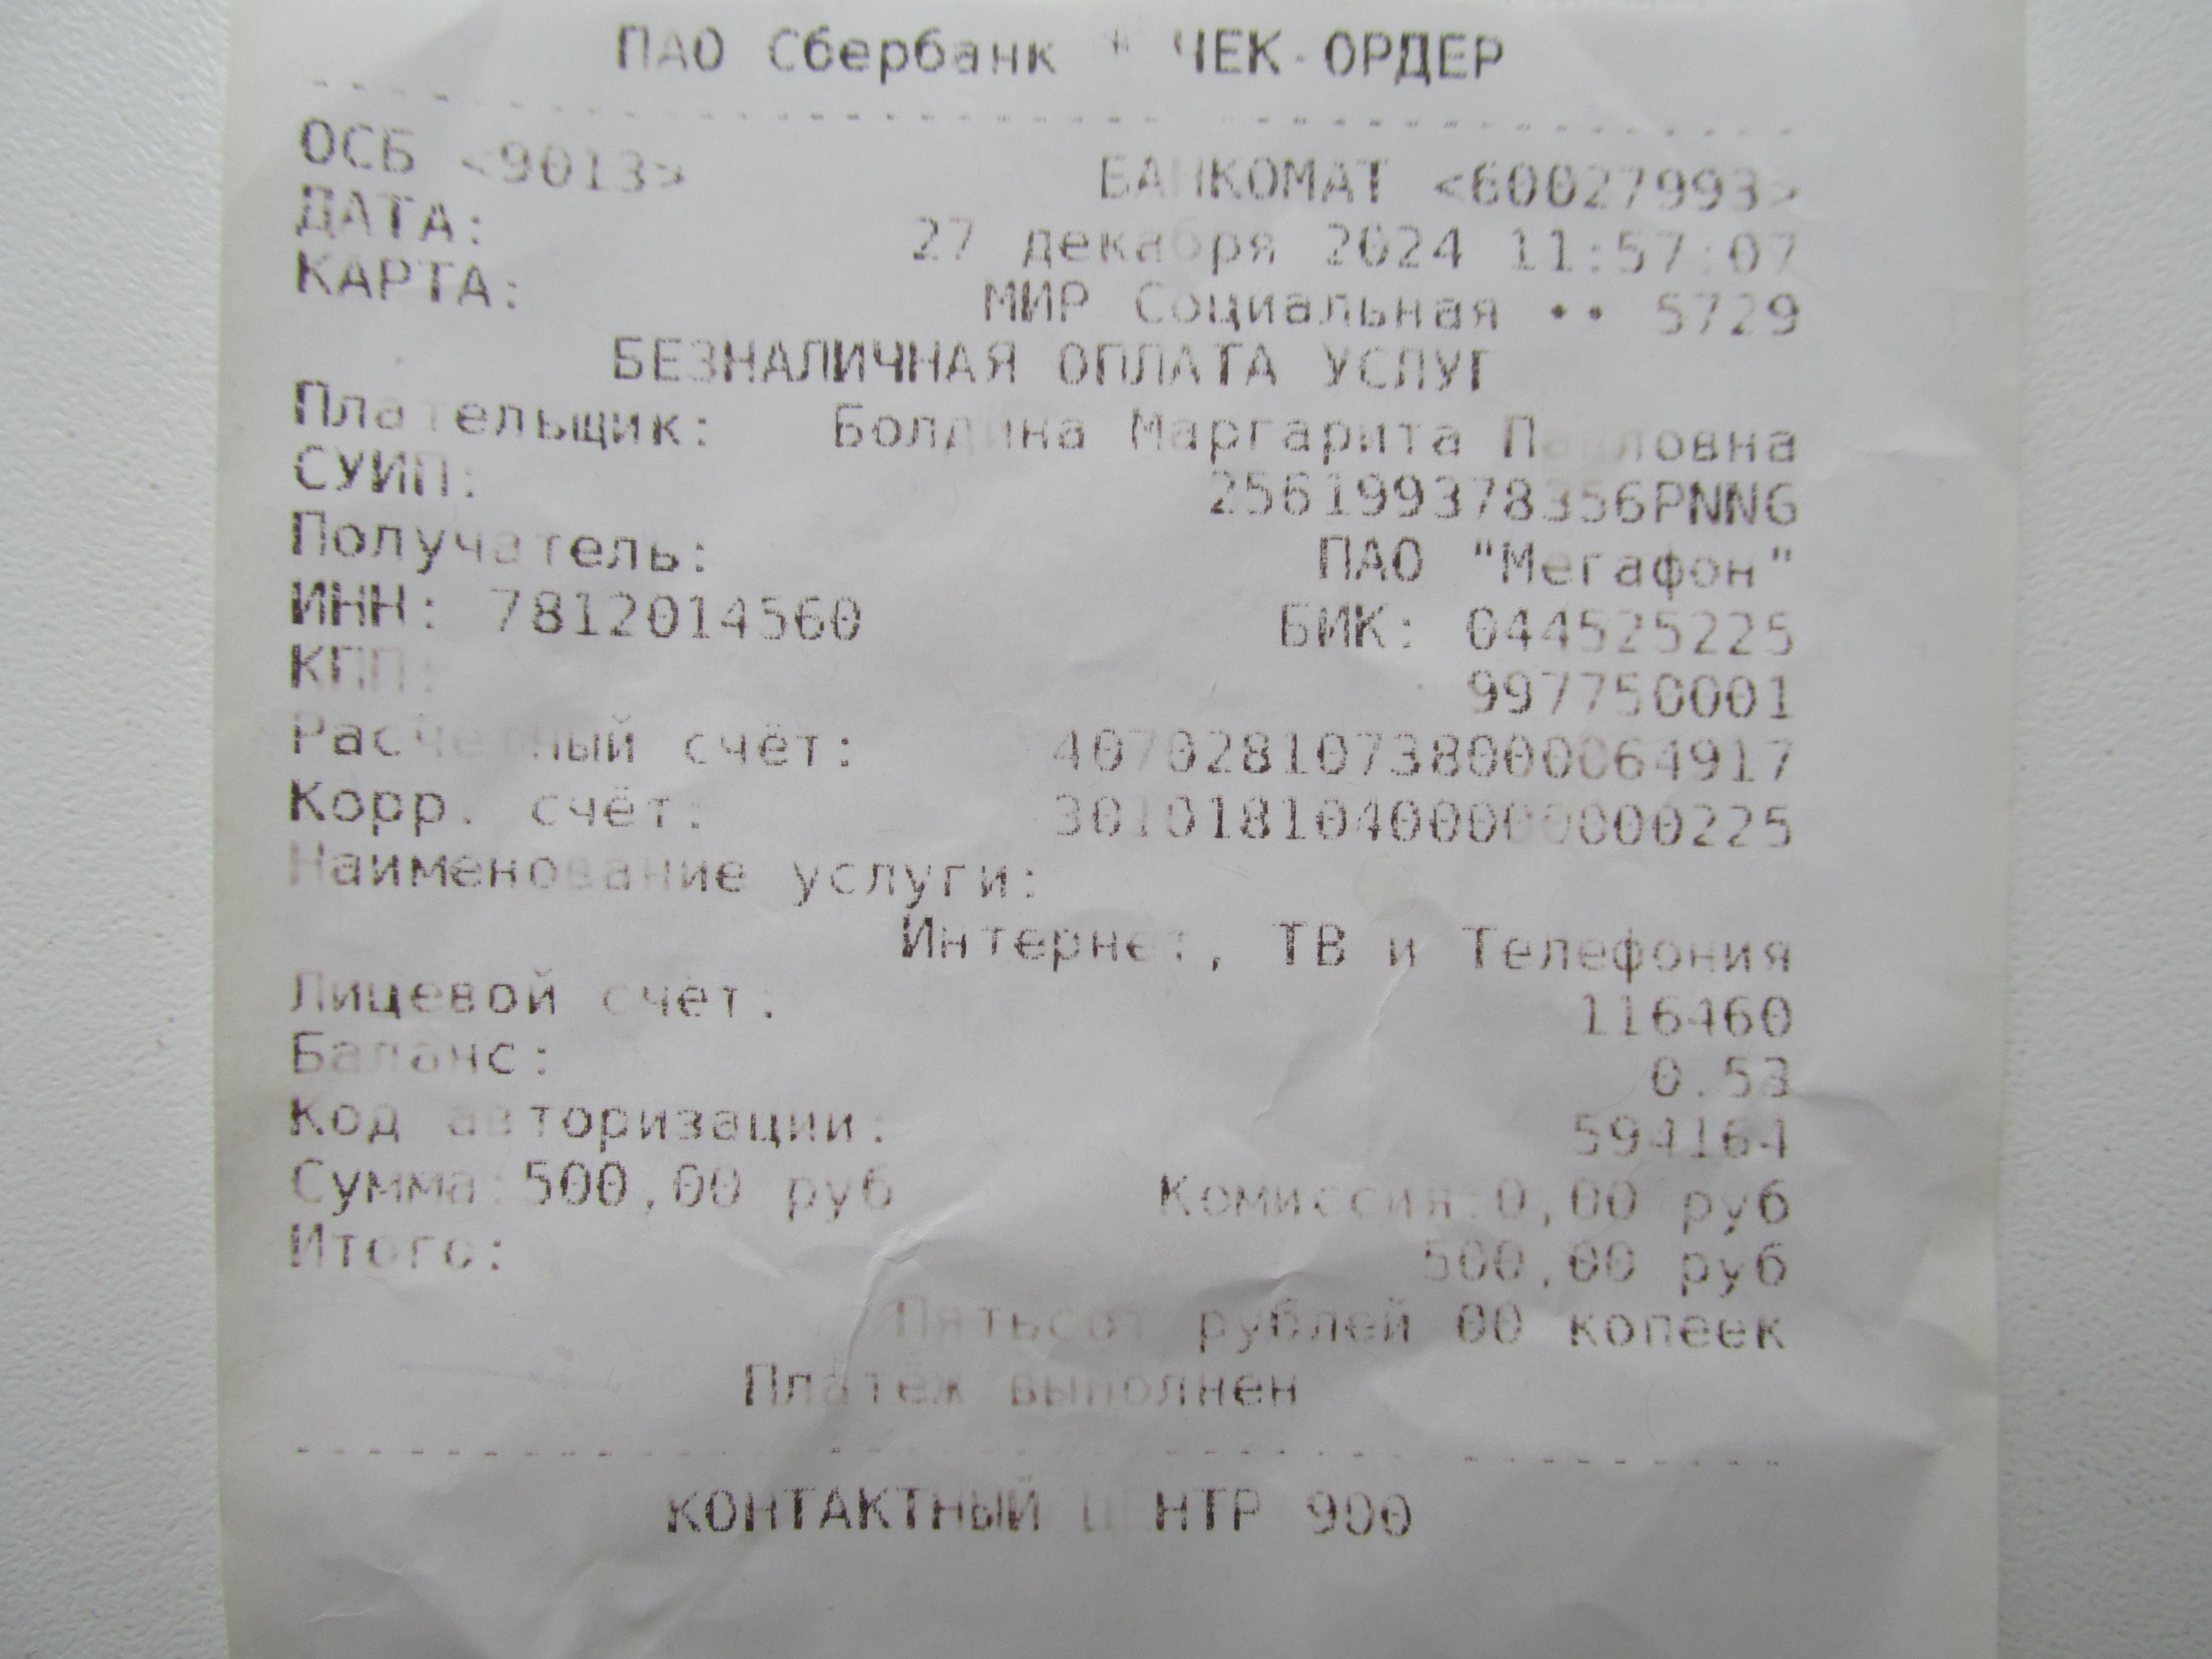 ПАО Сбербанк * ЧЕК-ОРДЕР
ОСБ <9013> БАНКОМАТ <60027993>
ДАТА: 27 декабря 2024 11:57:07
КАРТА: МИР Социальная •• 5729
БЕЗНАЛИЧНАЯ ОПЛАТА УСЛУГ
Плательщик: Болдина Маргарита Павловна
СУИП: 256199378356PNNG
Получатель: ПАО "Мегафон"
ИНН: 7812014560 БИК: 044525225
КПП: 997750001
Расчетный счёт: 40702810738000064917
Корр. счёт: 30101810400000000225
Наименование услуги:
Интернет, ТВ и Телефония
Лицевой счёт: 116460
Баланс: 0.53
Код авторизации: 594164
Сумма:500,00 руб Комиссия:0,00 руб
Итого: 500,00 руб
Пятьсот рублей 00 копеек
Платёж выполнен
КОНТАКТНЫЙ ЦЕНТР 900